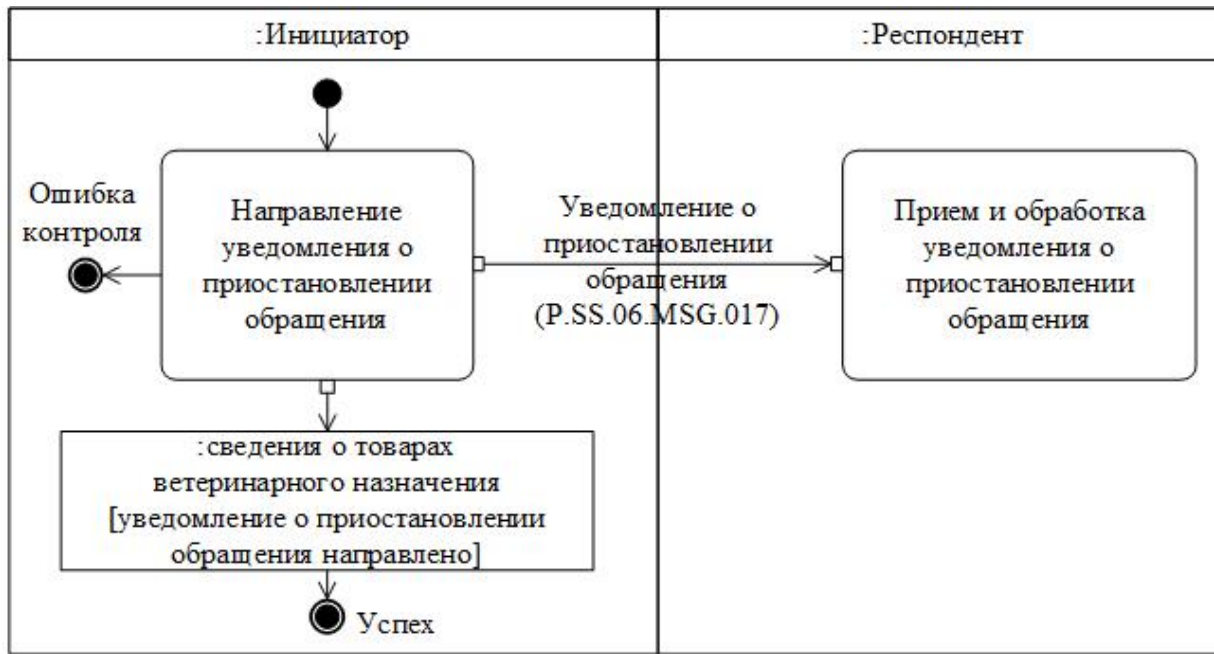 :Инициатор
:Респондент
Ошибка
контроля
Направление
уведомления о
приостановлении
обращения
Уведомление о
приостановлении
обращения
(P.SS.06.MSG.017)
Прием и обработка
уведомления о
приостановлении
обращения
:сведения о товарах
ветеринарного назначения
[уведомление о приостановлении
обращения направлено]
Успех